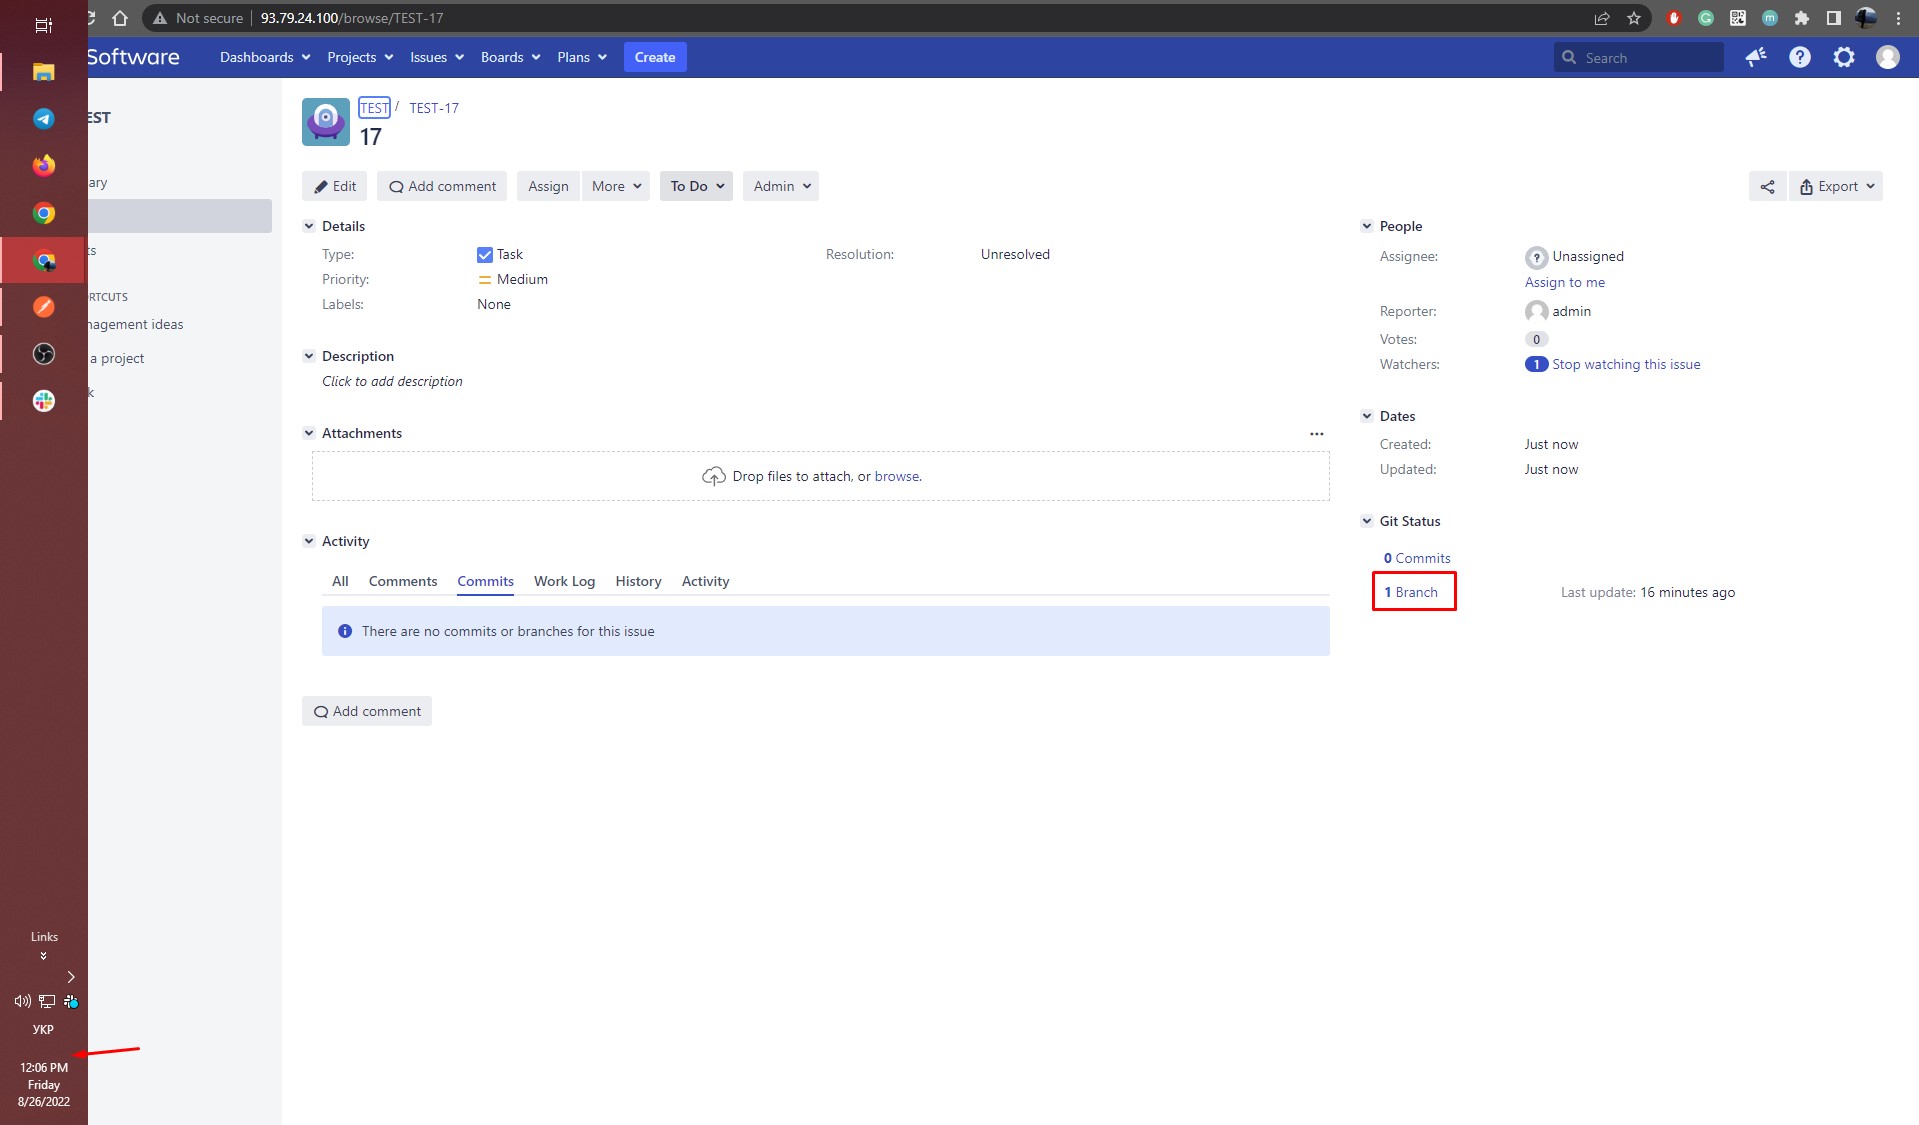 Not secure | 93.79.24.100/browse/TEST-17
Software Dashboards Projects Issues Boards Plans Create Search
EST
TEST / TEST-17
17
ary
ts
ORTCUTS
nagement ideas
a project
k
Edit Add comment Assign More To Do Admin Export
Details
Type: Task Resolution: Unresolved
Priority: Medium
Labels: None
Description
Click to add description
Attachments
Drop files to attach, or browse.
Activity
All Comments Commits Work Log History Activity
There are no commits or branches for this issue
Add comment
People
Assignee: Unassigned
Assign to me
Reporter: admin
Votes: 0
Watchers: 1 Stop watching this issue
Dates
Created: Just now
Updated: Just now
Git Status
0 Commits
1 Branch Last update: 16 minutes ago
Links
УКР
12:06 PM
Friday
8/26/2022